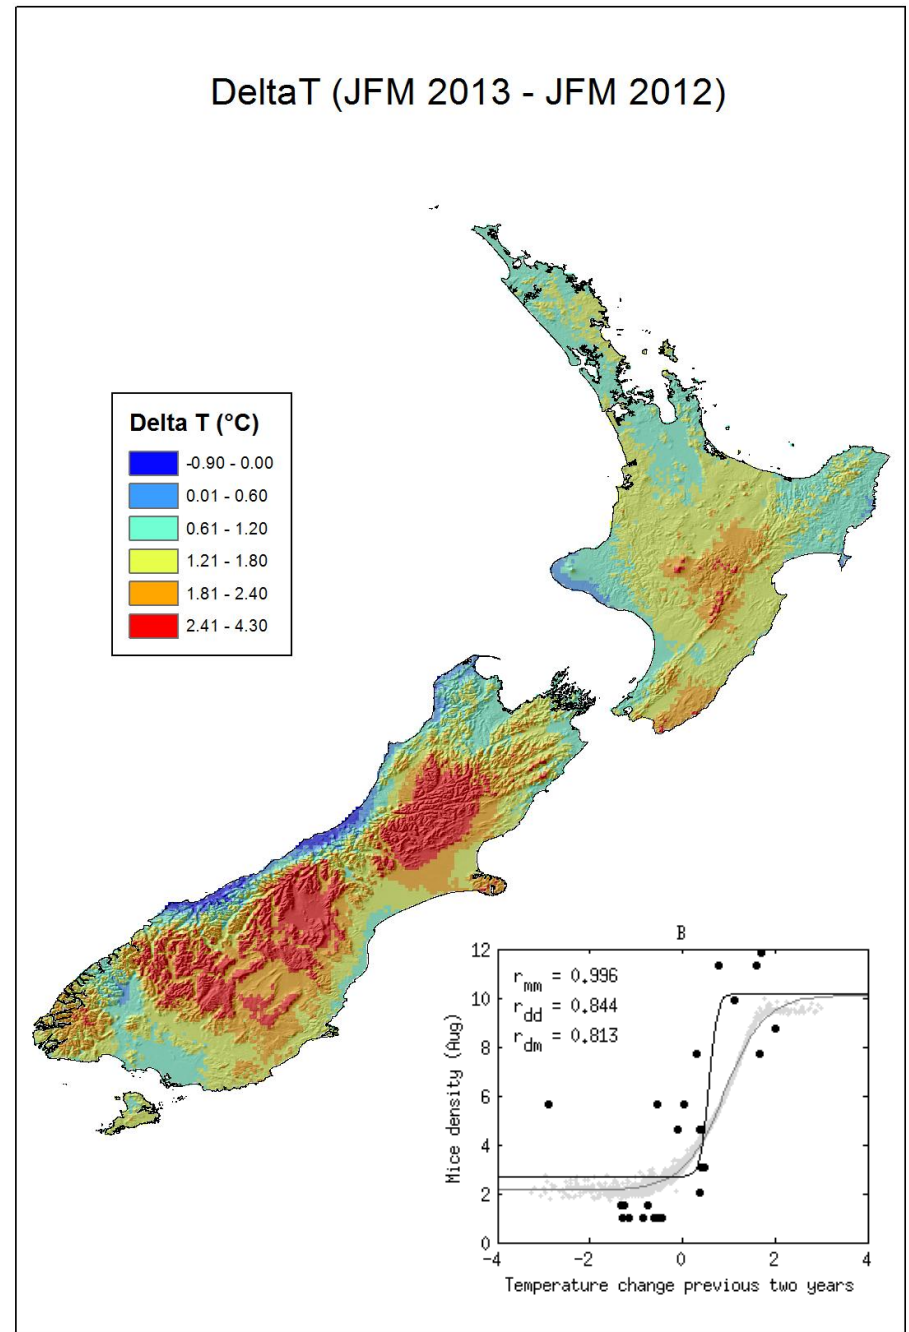 DeltaT (JFM 2013 - JFM 2012)
Delta T (°C)
-0.90 - 0.00
0.01 - 0.60
0.61 - 1.20
1.21 - 1.80
1.81 - 2.40
2.41 - 4.30
B
r_mm = 0.996
r_dd = 0.844
r_dm = 0.813
Mice density (Aug)
12
10
8
6
4
2
0
-4 -2 0 2 4
Temperature change previous two years